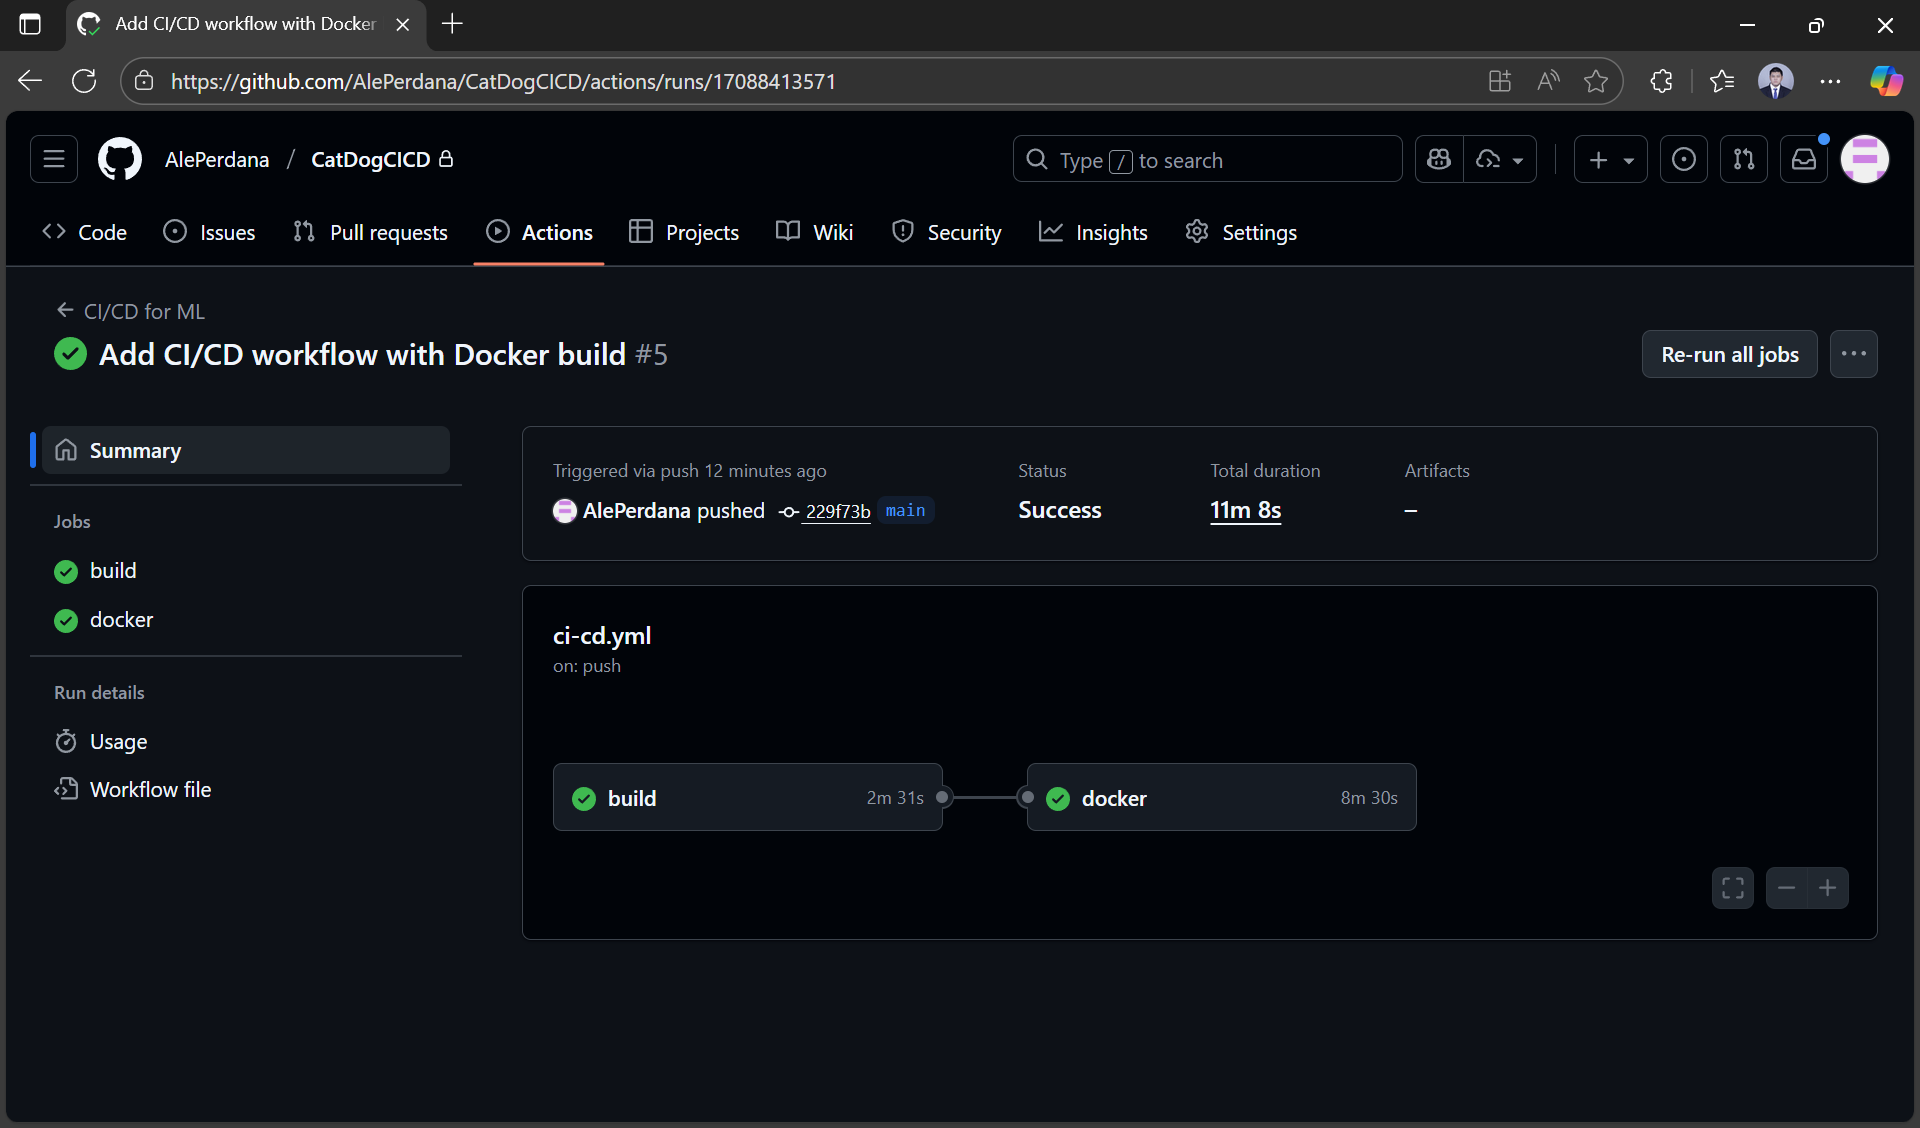 Add CI/CD workflow with Docker
https://github.com/AlePerdana/CatDogCICD/actions/runs/17088413571
AlePerdana / CatDogCICD
Type / to search
Code Issues Pull requests Actions Projects Wiki Security Insights Settings
CI/CD for ML
Add CI/CD workflow with Docker build #5
Re-run all jobs
Summary
Jobs
build
docker
Run details
Usage
Workflow file
Triggered via push 12 minutes ago
AlePerdana pushed 229f73b main
Status
Success
Total duration
11m 8s
Artifacts
–
ci-cd.yml
on: push
build 2m 31s
docker 8m 30s